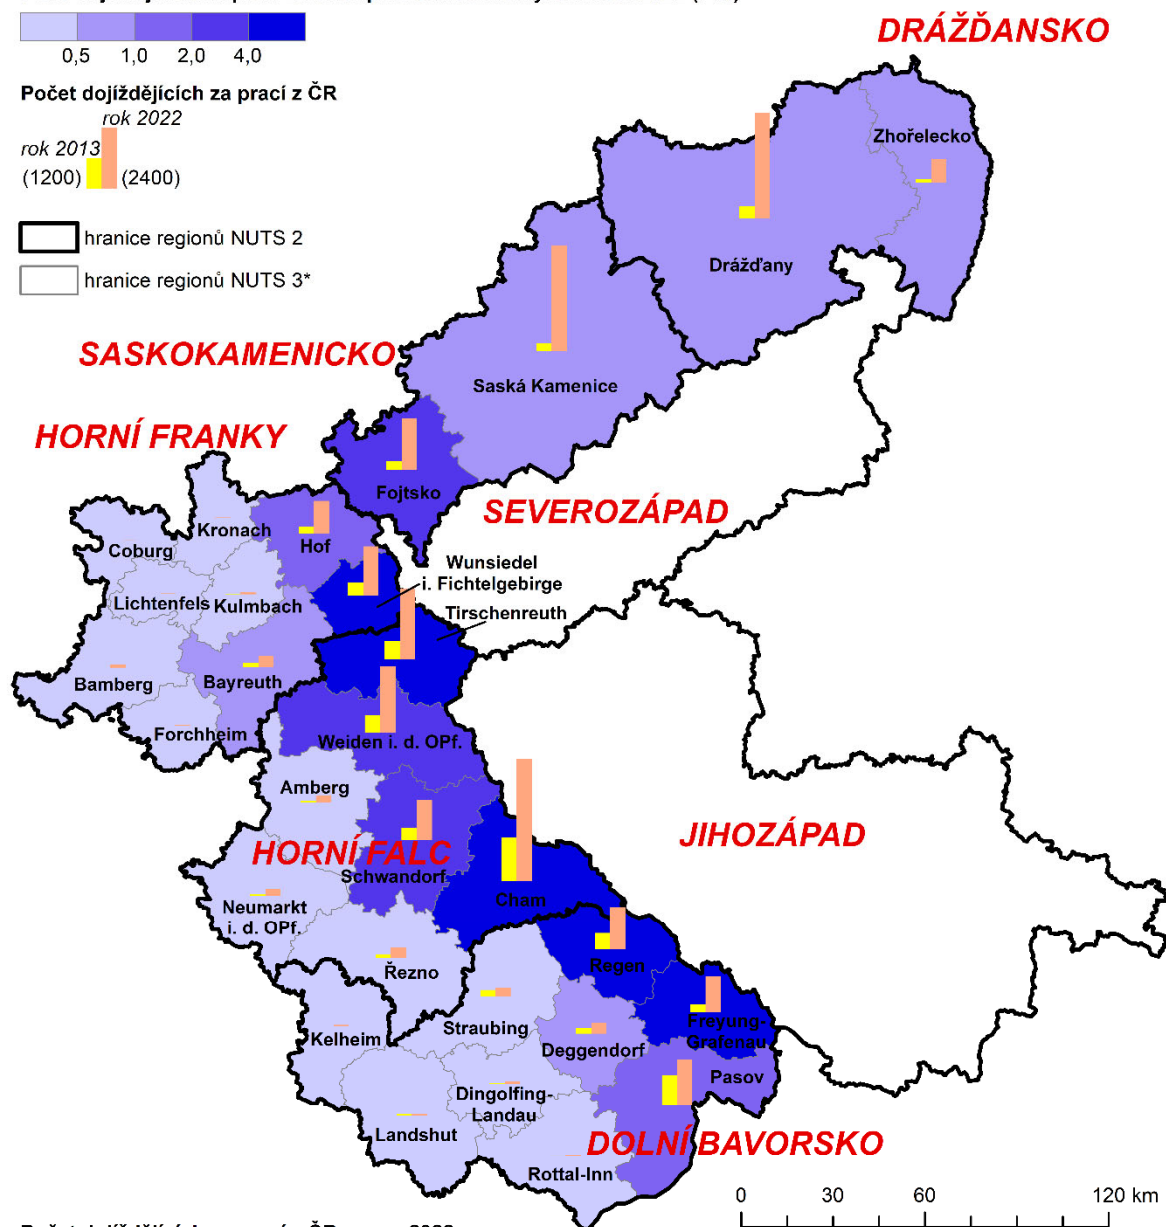 DRÁŽĎANSKO
0,5 1,0 2,0 4,0
Počet dojíždějících za prací z ČR
rok 2022
rok 2013
(1200) (2400)
hranice regionů NUTS 2
hranice regionů NUTS 3*
Zhořelecko
Drážďany
SASKOKAMENICKO
Saská Kamenice
HORNÍ FRANKY
Fojtsko
SEVEROZÁPAD
Kronach
Hof
Coburg
Wunsiedel
i. Fichtelgebirge
Lichtenfels
Kulmbach
Tirschenreuth
Bamberg
Bayreuth
Forchheim
Weiden i. d. OPf.
Amberg
JIHOZÁPAD
HORNÍ FALC
Schwandorf
Cham
Neumarkt
i. d. OPf.
Řezno
Regen
Straubing
Freyung-
Grafenau
Kelheim
Deggendorf
Pasov
Dingolfing-
Landau
Landshut
DOLNÍ BAVORSKO
Rottal-Inn
0 30 60 120 km